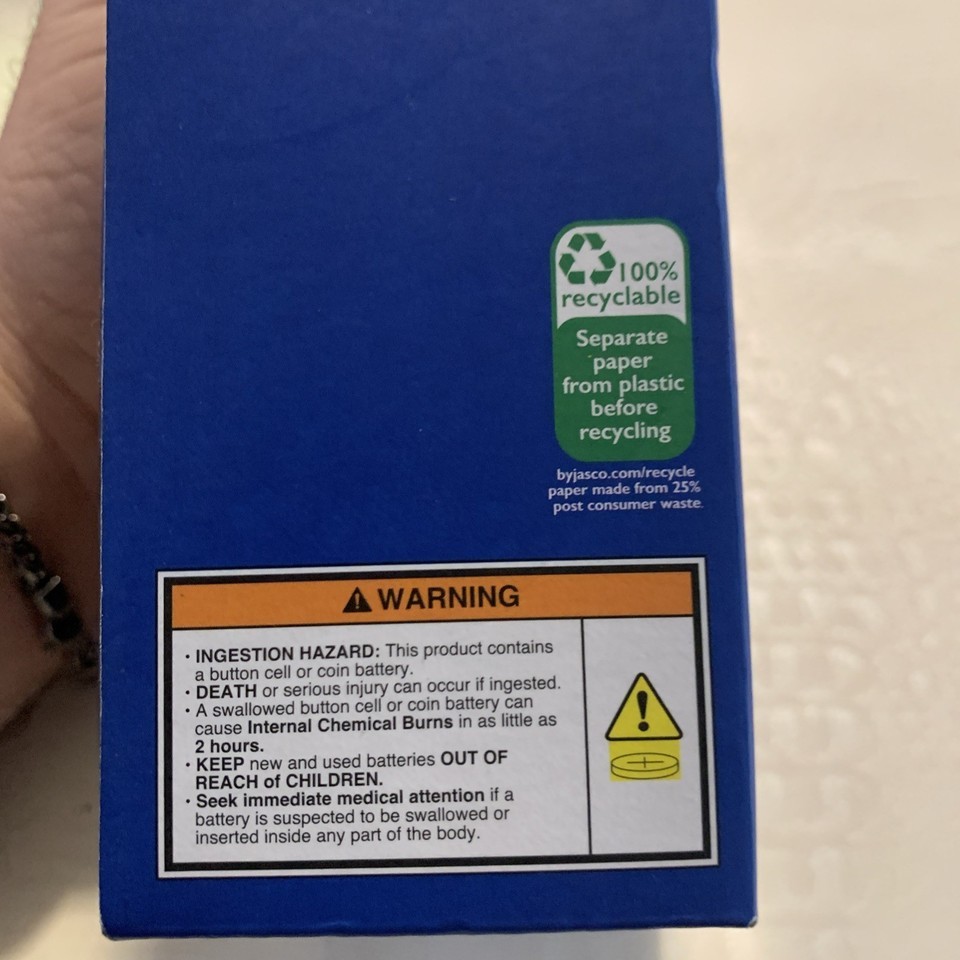 100%
recyclable
Separate
paper
from plastic
before
recycling
byjasco.com/recycle
paper made from 25%
post consumer waste.
WARNING
• INGESTION HAZARD: This product contains
a button cell or coin battery.
• DEATH or serious injury can occur if ingested.
• A swallowed button cell or coin battery can
cause Internal Chemical Burns in as little as
2 hours.
• KEEP new and used batteries OUT OF
REACH of CHILDREN.
• Seek immediate medical attention if a
battery is suspected to be swallowed or
inserted inside any part of the body.